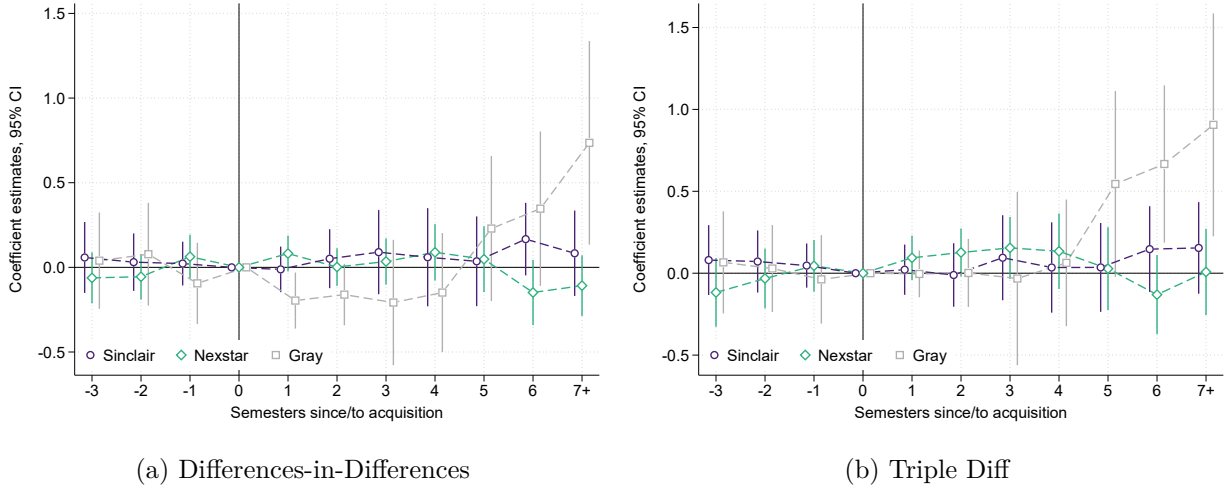 1.5
1.0
0.5
0.0
-0.5
Coefficient estimates, 95% CI
Sinclair Nexstar Gray
-3 -2 -1 0 1 2 3 4 5 6 7+
Semesters since/to acquisition
(a) Differences-in-Differences
1.5
1.0
0.5
0.0
-0.5
Coefficient estimates, 95% CI
Sinclair Nexstar Gray
-3 -2 -1 0 1 2 3 4 5 6 7+
Semesters since/to acquisition
(b) Triple Diff